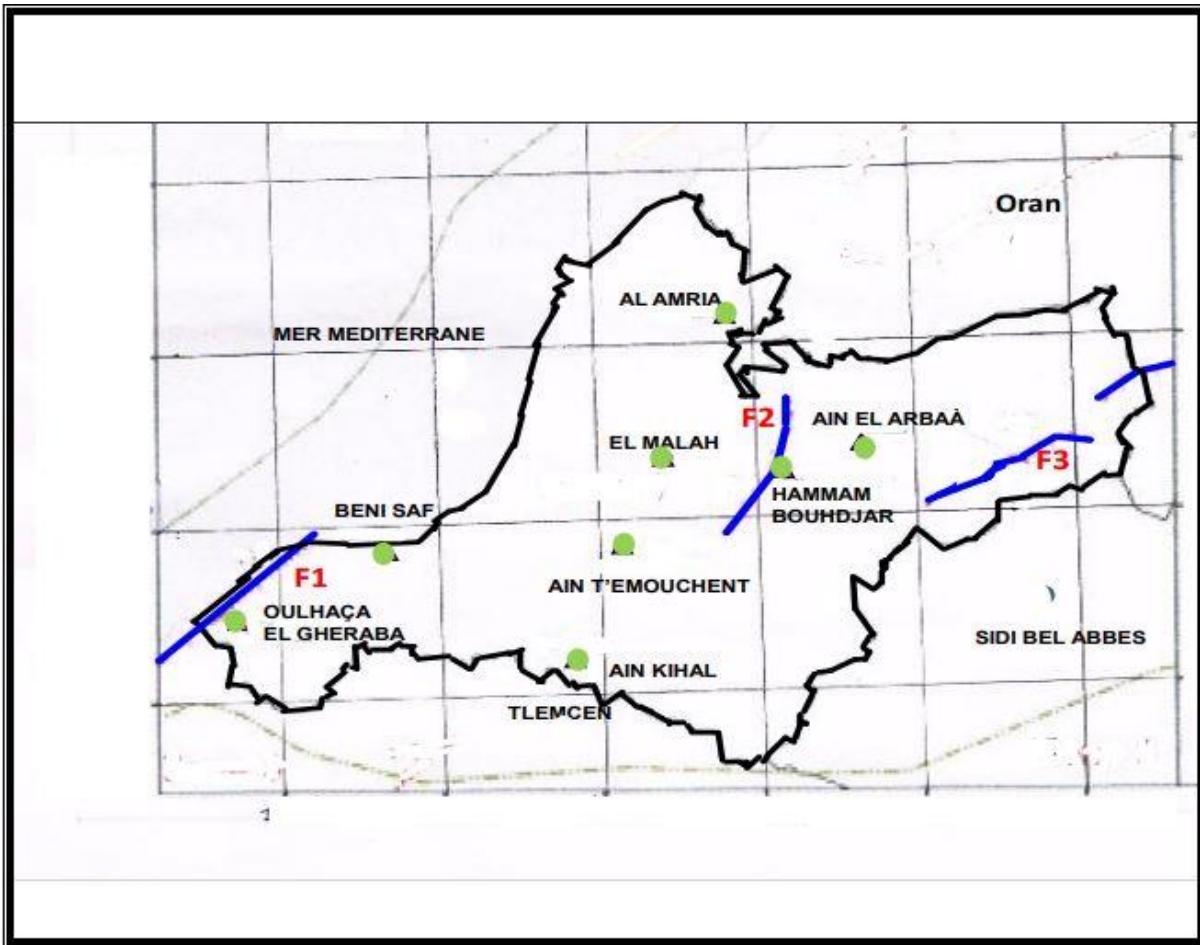 Oran
AL AMRIA
MER MEDITERRANE
F2
AIN EL ARBAÀ
EL MALAH
F3
HAMMAM
BOUHDJAR
BENI SAF
F1
AIN T'EMOUCHENT
OULHAÇA
EL GHERABA
SIDI BEL ABBES
AIN KIHAL
TLEMCEN